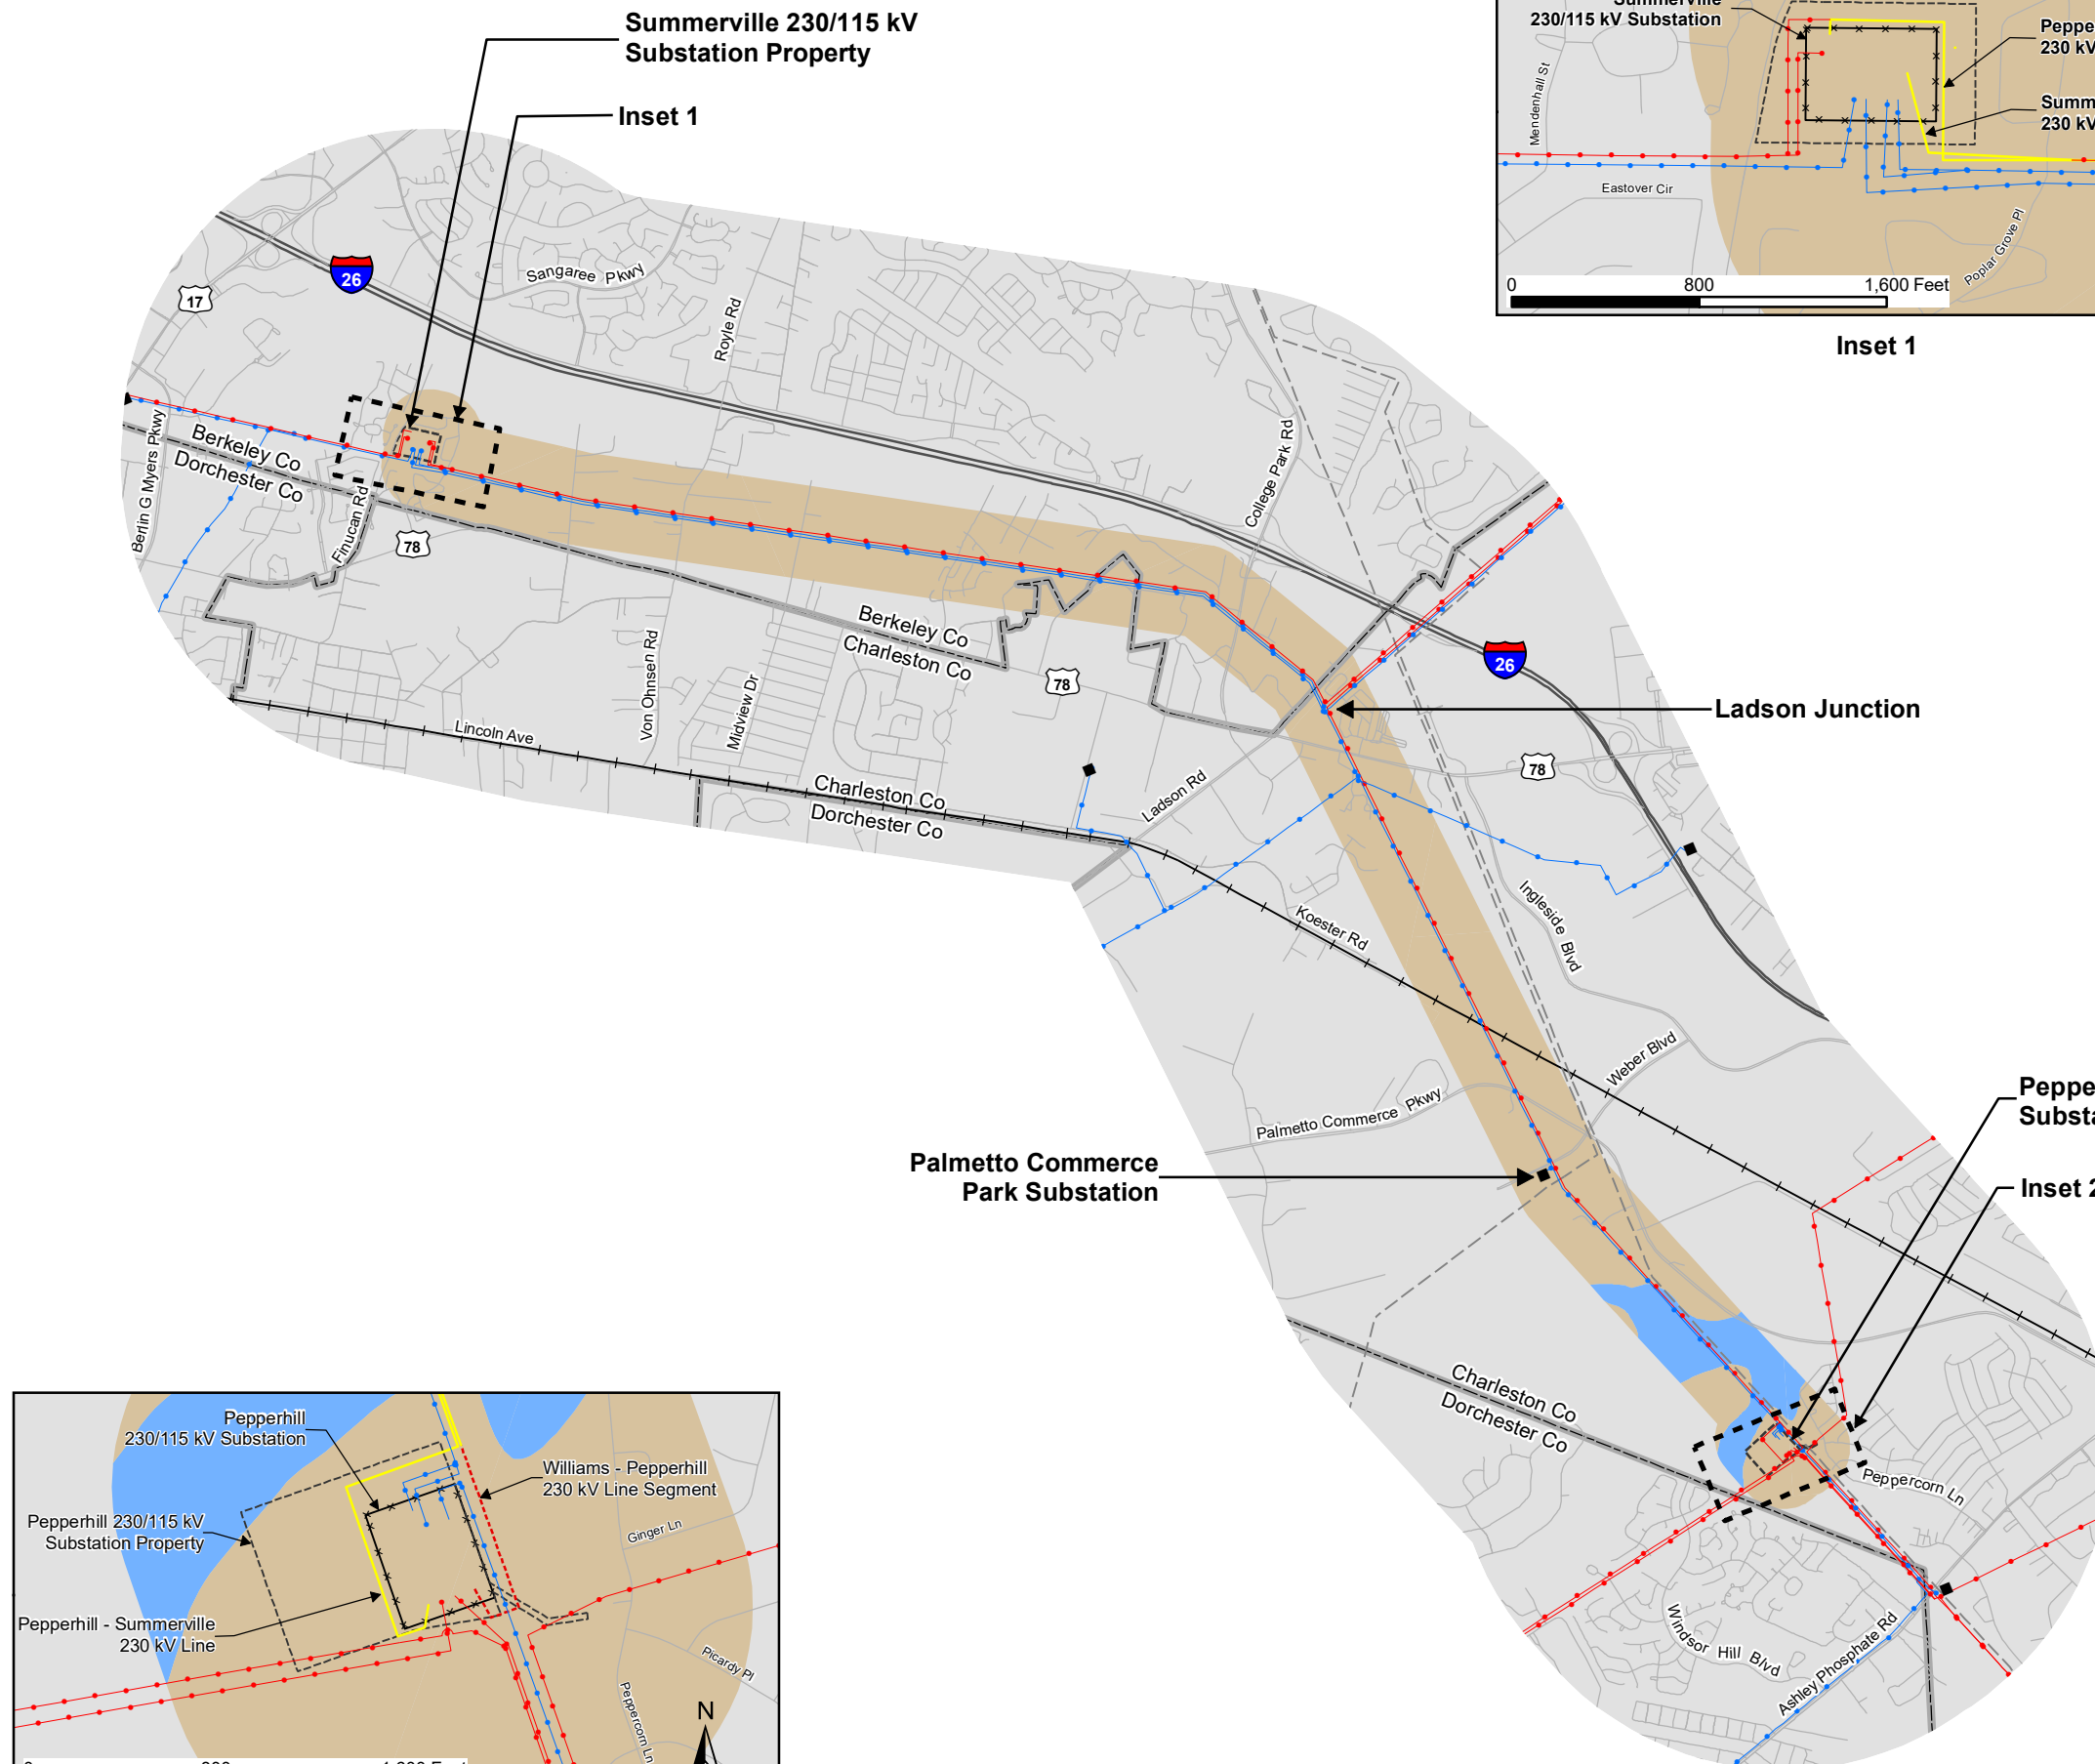 Summerville 230/115 kV
Substation Property
Inset 1
Summerville
230/115 kV Substation
230 kV
230 kV
Mendenhall St
Eastover Cir
Poplar Grove Pl
0 800 1,600 Feet
Inset 1
26
17
Sangaree Pkwy
Royle Rd
College Park Rd
Berlin G Myers Pkwy
Berkeley Co
Dorchester Co
Finucan Rd
78
Von Ohnsen Rd
Midview Dr
Berkeley Co
Charleston Co
78
26
Ladson Junction
78
Lincoln Ave
Charleston Co
Dorchester Co
Ladson Rd
Ingleside Blvd
Koester Rd
Weber Blvd
Palmetto Commerce Pkwy
Palmetto Commerce
Park Substation
Inset 2
Charleston Co
Dorchester Co
Peppercorn Ln
Windsor Hill Blvd
Ashley Phosphate Rd
Pepperhill
230/115 kV Substation
Williams - Pepperhill
230 kV Line Segment
Pepperhill 230/115 kV
Substation Property
Ginger Ln
Pepperhill - Summerville
230 kV Line
Picardy Pl
Peppercorn Ln
N